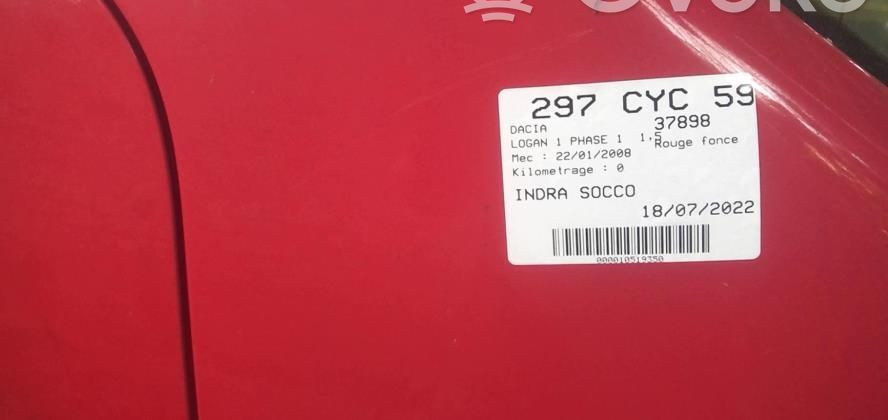 297 CYC 59
DACIA 37898
LOGAN 1 PHASE 1 1,5 Rouge fonce
Mec : 22/01/2008
Kilometrage : 0
INDRA SOCCO
18/07/2022
000010519350